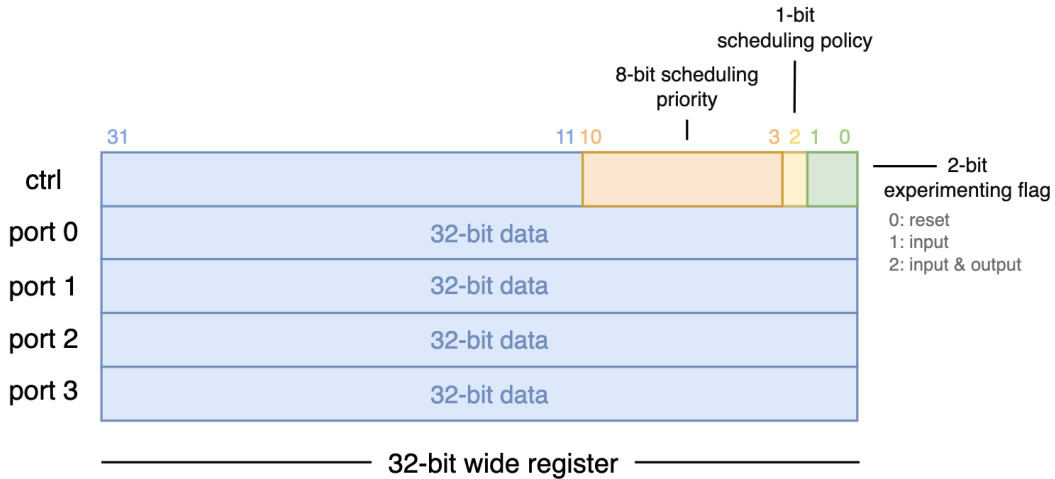 1-bit
scheduling policy
8-bit scheduling
priority
31 11 10 3 2 1 0
ctrl
2-bit
experimenting flag
0: reset
1: input
2: input & output
port 0 32-bit data
port 1 32-bit data
port 2 32-bit data
port 3 32-bit data
32-bit wide register